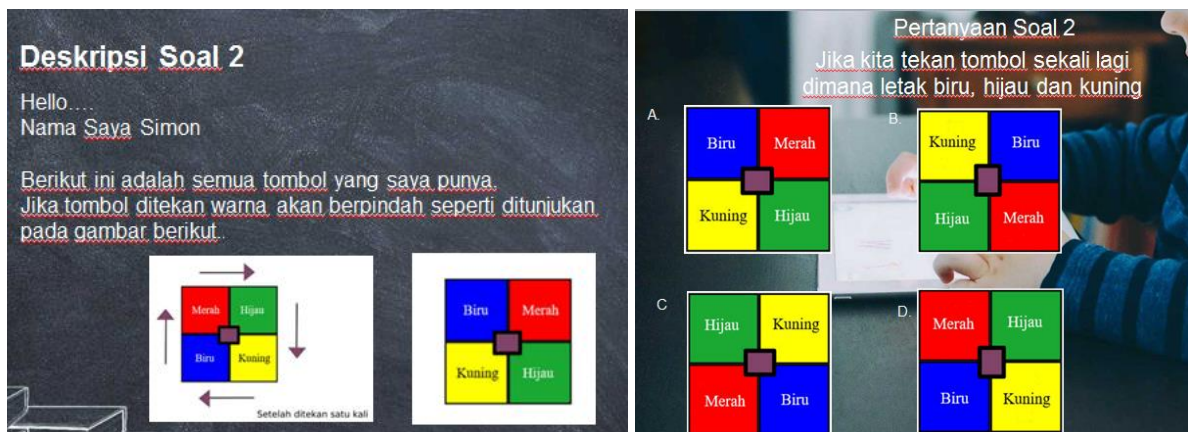 Deskripsi Soal 2
Hello....
Nama Saya Simon
Berikut ini adalah semua tombol yang saya punya.
Jika tombol ditekan warna akan berpindah seperti ditunjukan
pada gambar berikut..
Merah Hijau
Biru Kuning
Setelah ditekan satu kali
Biru Merah
Kuning Hijau
Pertanyaan Soal 2
Jika kita tekan tombol sekali lagi
dimana letak biru, hijau dan kuning
A.
Biru Merah
Kuning Hijau
B.
Kuning Biru
Hijau Merah
C
Hijau Kuning
Merah Biru
D.
Merah Hijau
Biru Kuning